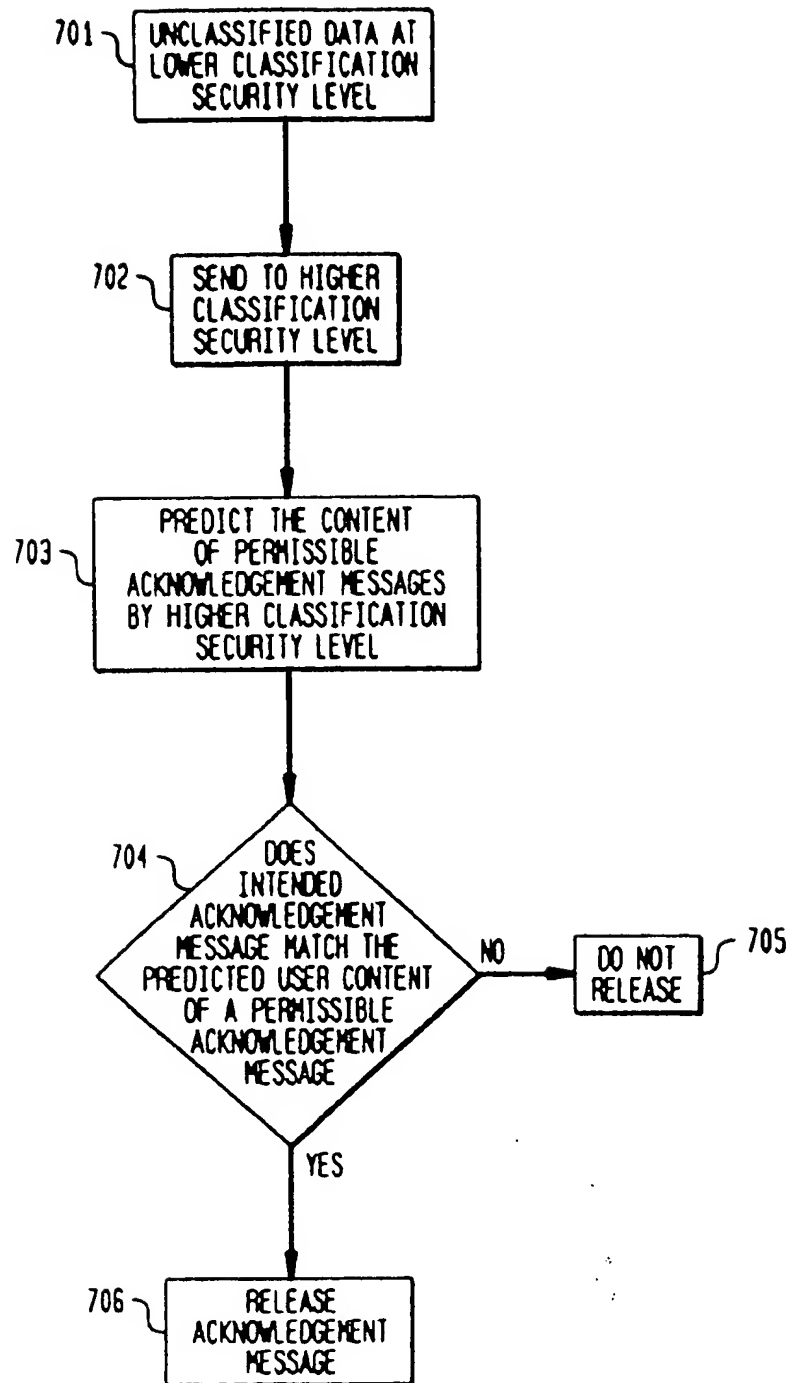 701
UNCLASSIFIED DATA AT
LOWER CLASSIFICATION
SECURITY LEVEL
702
SEND TO HIGHER
CLASSIFICATION
SECURITY LEVEL
703
PREDICT THE CONTENT
OF PERMISSIBLE
ACKNOWLEDGEMENT MESSAGES
BY HIGHER CLASSIFICATION
SECURITY LEVEL
704
DOES
INTENDED
ACKNOWLEDGEMENT
MESSAGE MATCH THE
PREDICTED USER CONTENT
OF A PERMISSIBLE
ACKNOWLEDGEMENT
MESSAGE
NO
DO NOT
RELEASE
705
YES
706
RELEASE
ACKNOWLEDGEMENT
MESSAGE